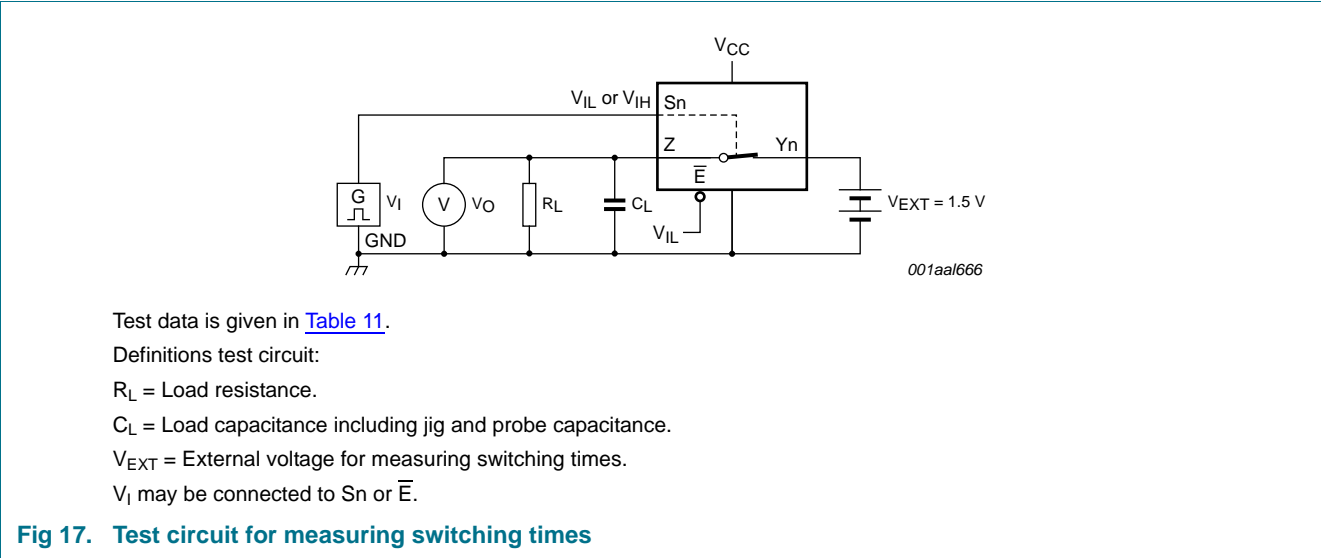 VCC
VIL or VIH Sn
Z Yn
E̅
G VI V VO RL CL VEXT = 1.5 V
VIL
GND
001aal666
Test data is given in Table 11.
Definitions test circuit:
RL = Load resistance.
CL = Load capacitance including jig and probe capacitance.
VEXT = External voltage for measuring switching times.
VI may be connected to Sn or E̅.
Fig 17. Test circuit for measuring switching times